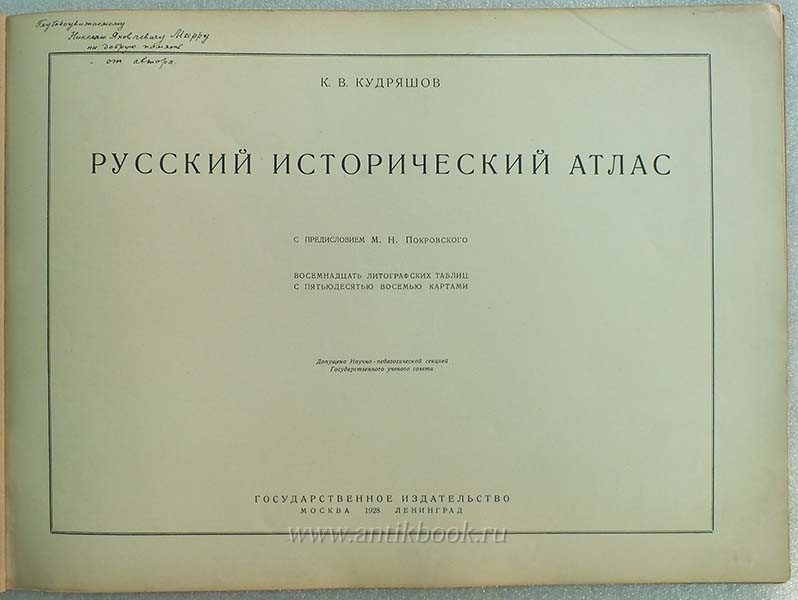 Глубокоуважаемому
Николаю Яковлевичу Марру
на добрую память
от автора.
К. В. КУДРЯШОВ
РУССКИЙ ИСТОРИЧЕСКИЙ АТЛАС
С ПРЕДИСЛОВИЕМ М. Н. ПОКРОВСКОГО
ВОСЕМНАДЦАТЬ ЛИТОГРАФСКИХ ТАБЛИЦ
С ПЯТЬЮДЕСЯТЬЮ ВОСЕМЬЮ КАРТАМИ
Допущено Научно-педагогической секцией
Государственного ученого совета
ГОСУДАРСТВЕННОЕ ИЗДАТЕЛЬСТВО
МОСКВА 1928 ЛЕНИНГРАД
www.antikbook.ru